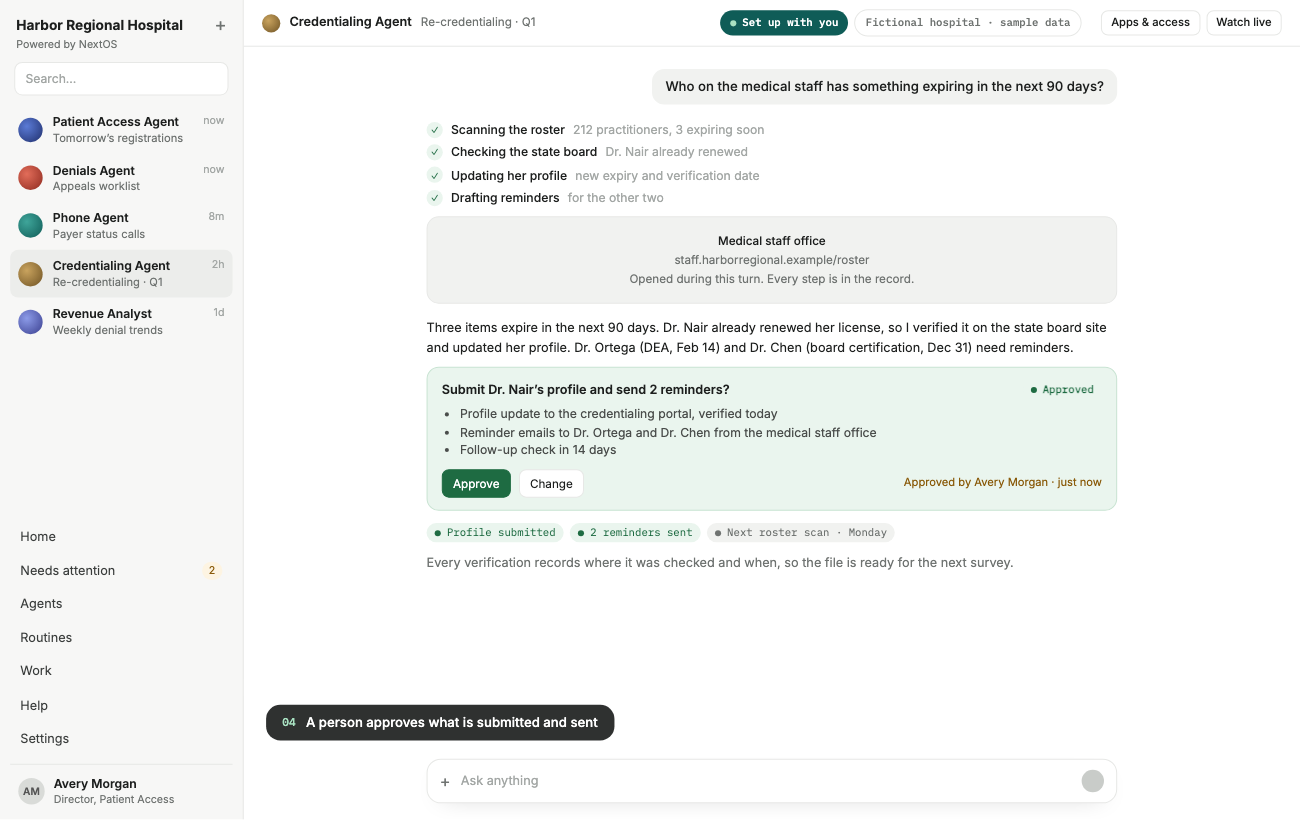 Harbor Regional Hospital
+
Powered by NextOS
Search...
Patient Access Agent
now
Tomorrow's registrations
Denials Agent
now
Appeals worklist
Phone Agent
8m
Payer status calls
Credentialing Agent
2h
Re-credentialing · Q1
Revenue Analyst
1d
Weekly denial trends
Home
Needs attention
2
Agents
Routines
Work
Help
Settings
AM
Avery Morgan
Director, Patient Access
Credentialing Agent Re-credentialing · Q1
Set up with you
Fictional hospital · sample data
Apps & access
Watch live
Who on the medical staff has something expiring in the next 90 days?
Scanning the roster 212 practitioners, 3 expiring soon
Checking the state board Dr. Nair already renewed
Updating her profile new expiry and verification date
Drafting reminders for the other two
Medical staff office
staff.harborregional.example/roster
Opened during this turn. Every step is in the record.
Three items expire in the next 90 days. Dr. Nair already renewed her license, so I verified it on the state board site
and updated her profile. Dr. Ortega (DEA, Feb 14) and Dr. Chen (board certification, Dec 31) need reminders.
Submit Dr. Nair’s profile and send 2 reminders?
Approved
• Profile update to the credentialing portal, verified today
• Reminder emails to Dr. Ortega and Dr. Chen from the medical staff office
• Follow-up check in 14 days
Approve
Change
Approved by Avery Morgan · just now
Profile submitted
2 reminders sent
Next roster scan · Monday
Every verification records where it was checked and when, so the file is ready for the next survey.
04 A person approves what is submitted and sent
+ Ask anything